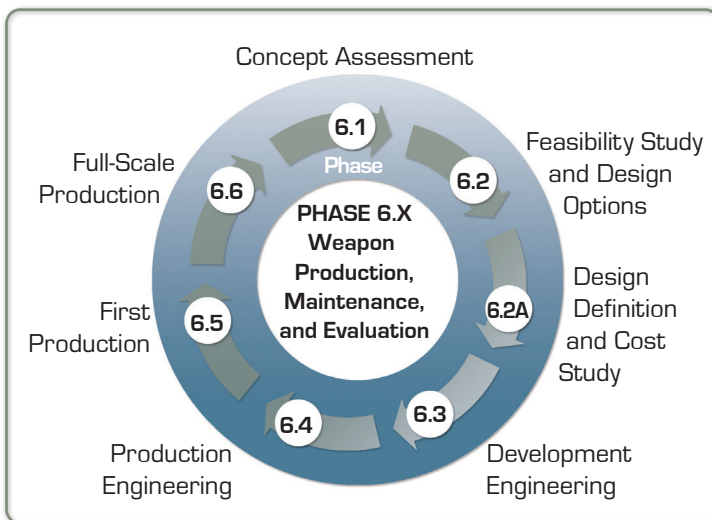 Concept Assessment
6.1
Phase
6.2
Feasibility Study
and Design
Options
6.2A
Design
Definition
and Cost
Study
6.3
Development
Engineering
6.4
Production
Engineering
6.5
First
Production
6.6
Full-Scale
Production
PHASE 6.X
Weapon
Production,
Maintenance,
and Evaluation